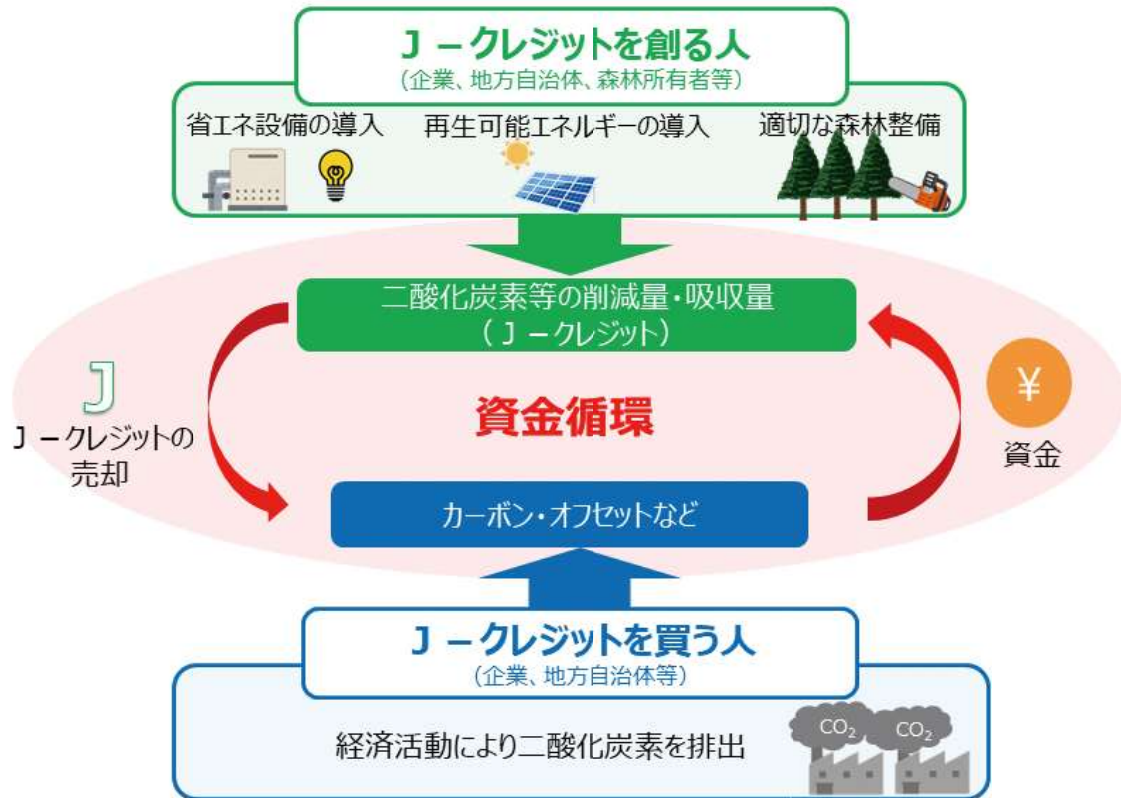 J－クレジットを創る人
(企業、地方自治体、森林所有者等)
省エネ設備の導入
再生可能エネルギーの導入
適切な森林整備
二酸化炭素等の削減量・吸収量
(J－クレジット)
J
J－クレジットの
売却
資金循環
¥
資金
カーボン・オフセットなど
J－クレジットを買う人
(企業、地方自治体等)
経済活動により二酸化炭素を排出
CO₂
CO₂